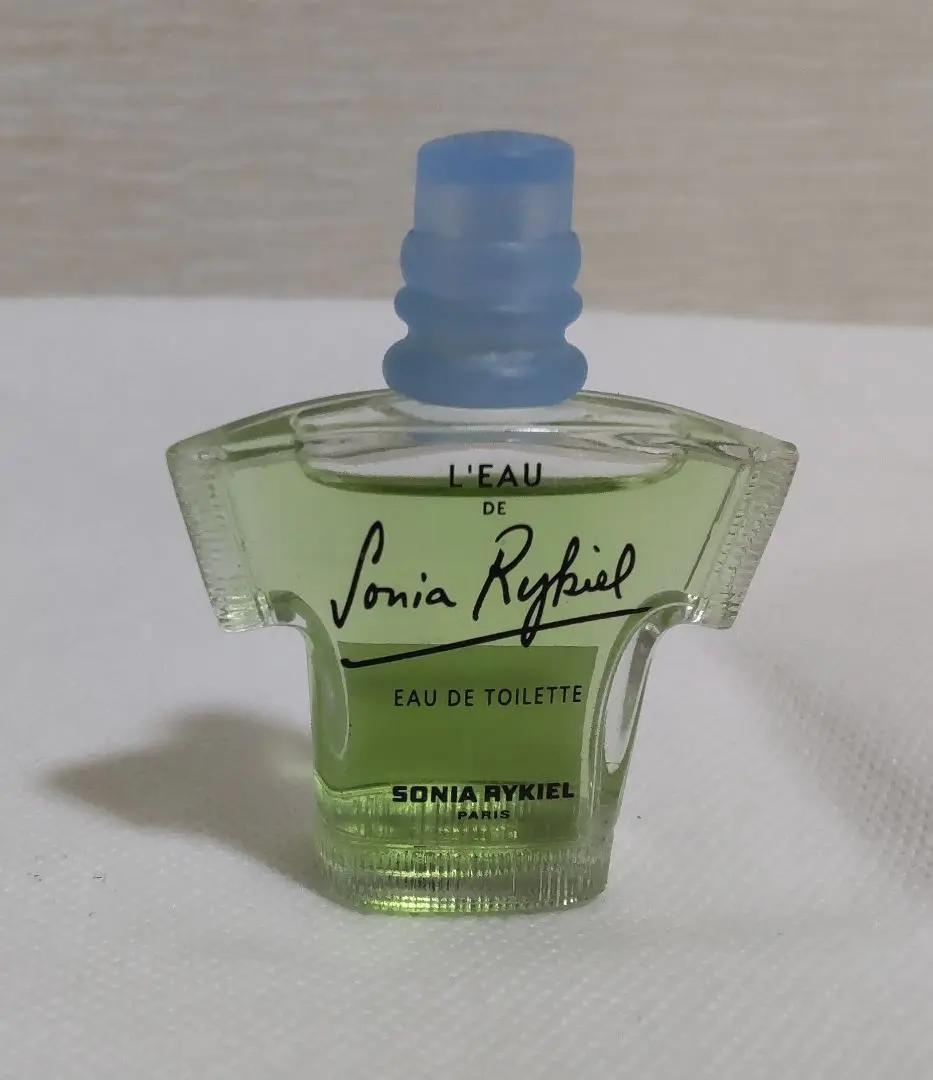 L'EAU
DE
Sonia Rykiel
EAU DE TOILETTE
SONIA RYKIEL
PARIS